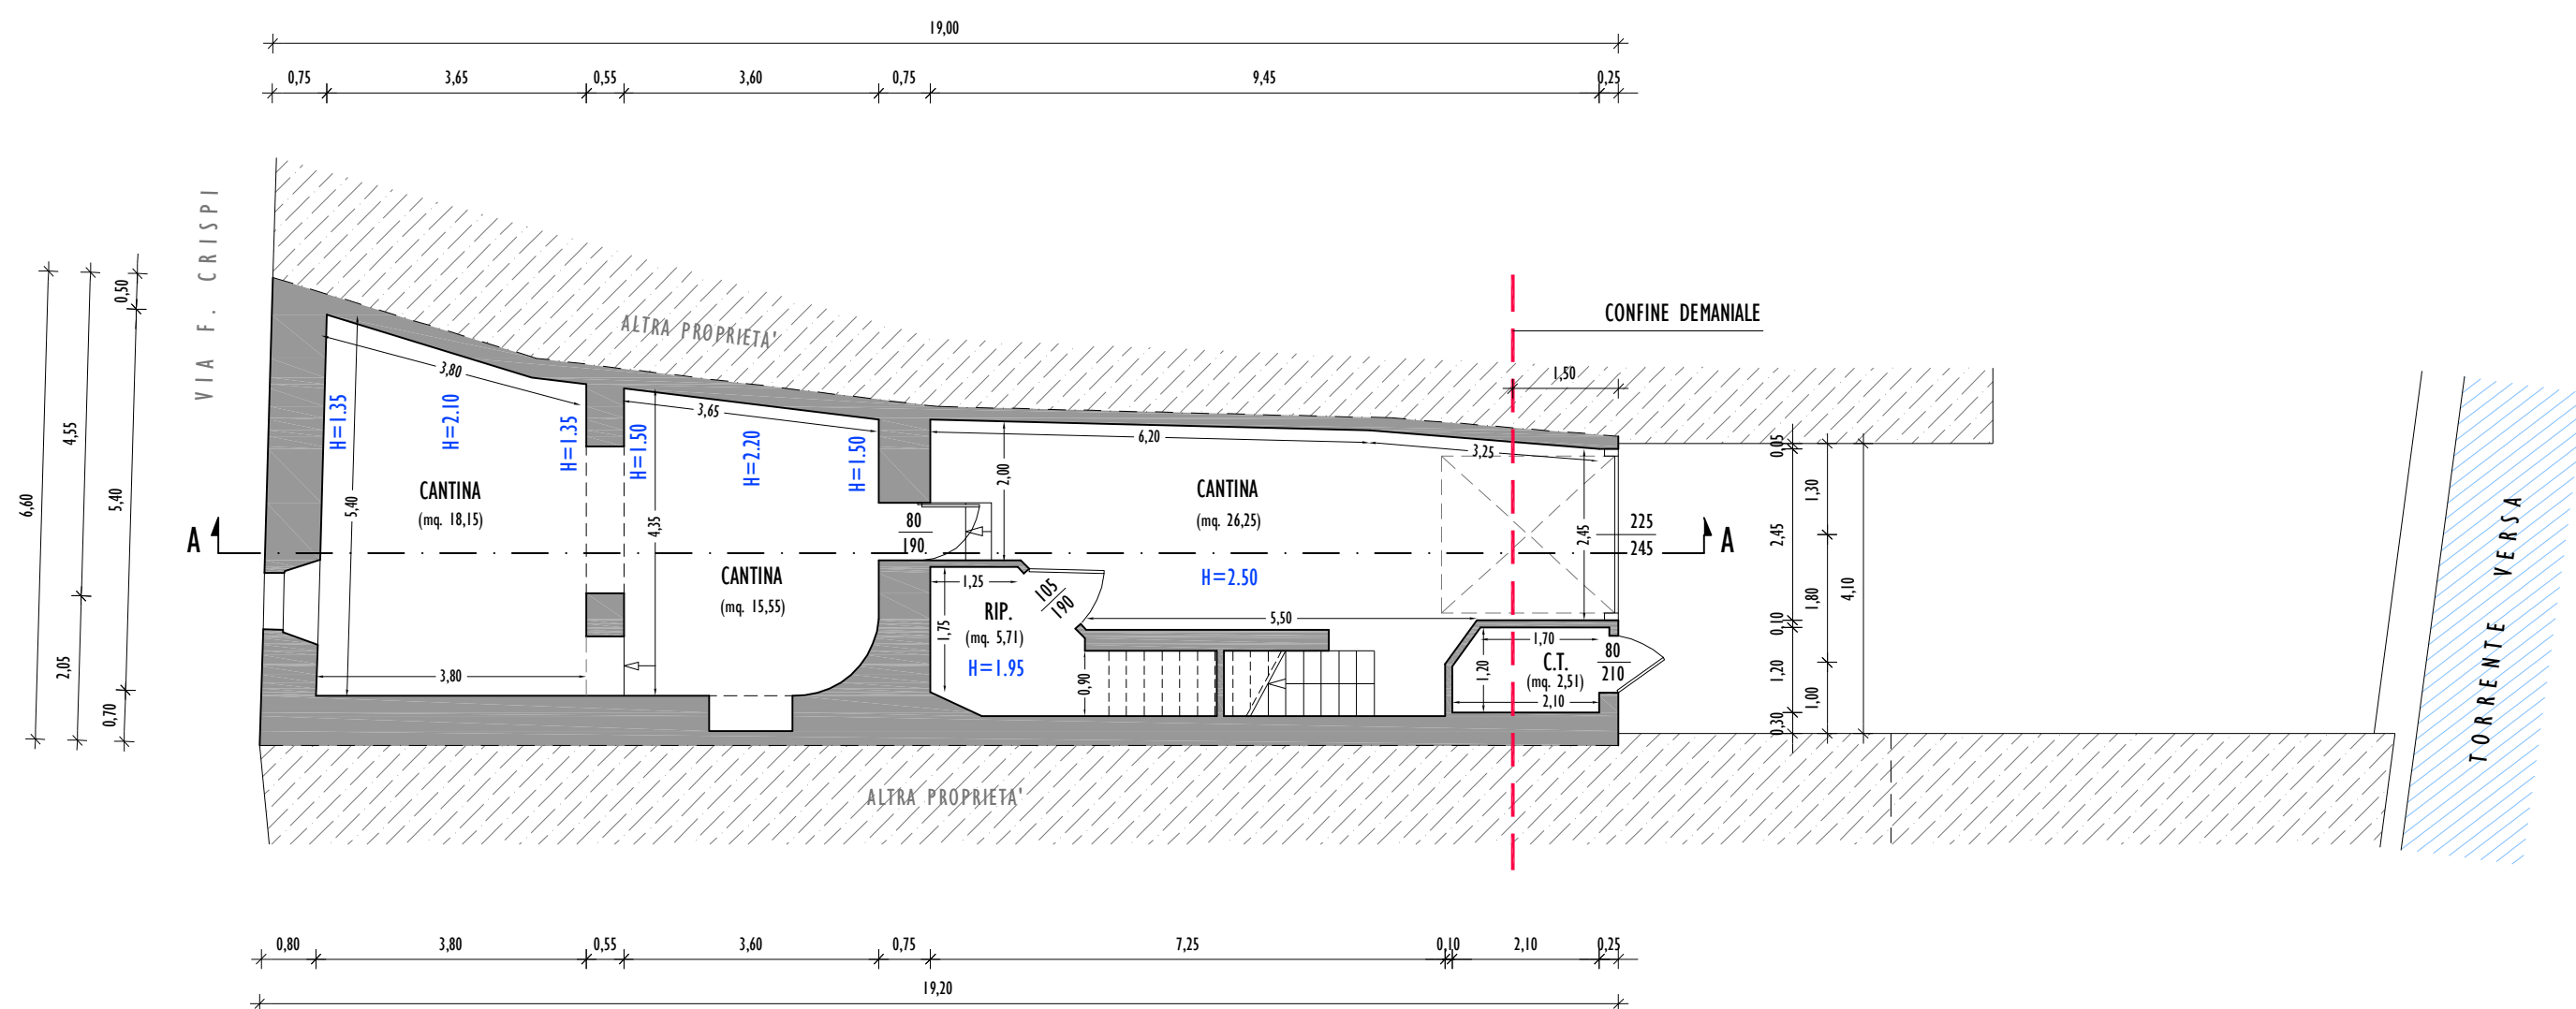 19,00
0,75 3,65 0,55 3,60 0,75 9,45 0,25
VIA F. CRISPI
ALTRA PROPRIETA'
CONFINE DEMANIALE
1,50
6,60
4,55
2,05
0,50
5,40
0,70
3,80
H=1.35
H=2.10
H=1.35
CANTINA
(mq. 18,15)
5,40
3,80
3,65
H=1.50
H=2.20
H=1.50
4,35
CANTINA
(mq. 15,55)
80
190
6,20
3,25
2,00
CANTINA
(mq. 26,25)
H=2.50
2,45
225
245
A
A
1,25
105
190
RIP.
(mq. 5,71)
H=1.95
1,75
5,50
0,90
1,70
C.T.
(mq. 2,51)
1,20
2,10
80
210
0,05
2,45
0,10
1,20
0,30
1,30
1,80
1,00
4,10
TORRENTE VERSA
ALTRA PROPRIETA'
0,80 3,80 0,55 3,60 0,75 7,25 0,10 2,10 0,25
19,20